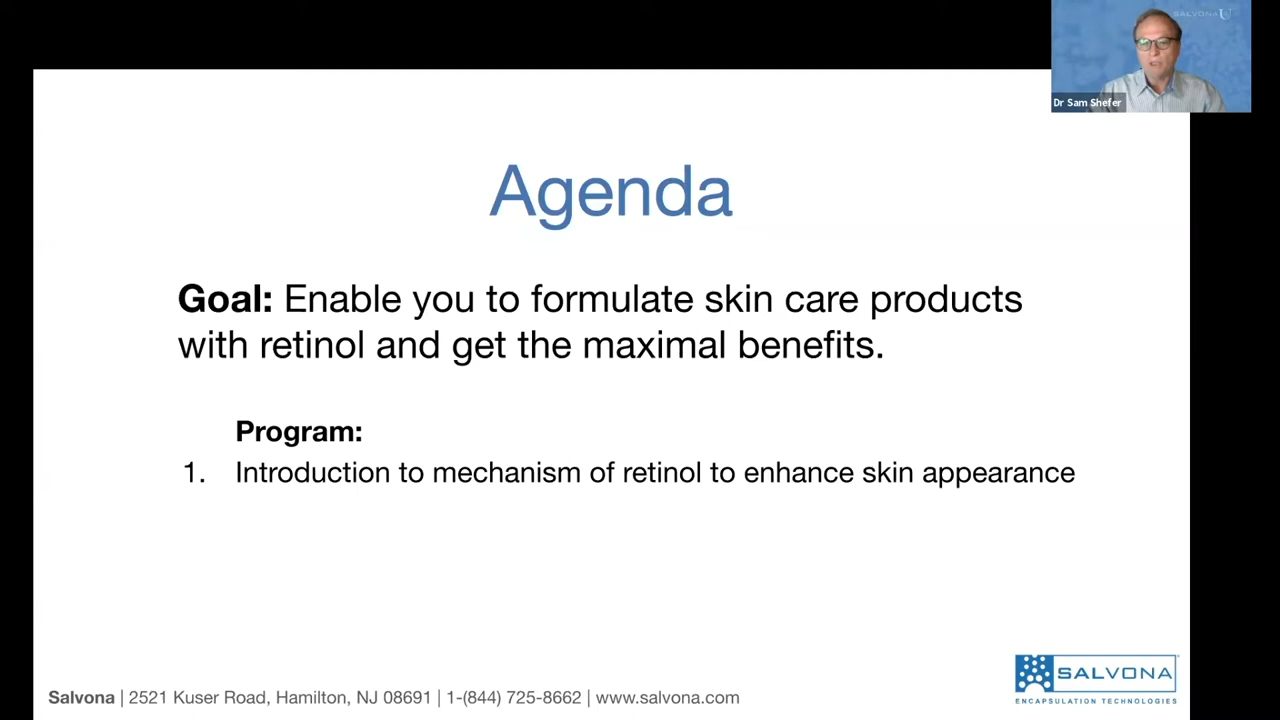 SALVONA U
Dr Sam Shefer
Agenda
Goal: Enable you to formulate skin care products
with retinol and get the maximal benefits.
Program:
1. Introduction to mechanism of retinol to enhance skin appearance
SALVONA
ENCAPSULATION TECHNOLOGIES
Salvona | 2521 Kuser Road, Hamilton, NJ 08691 | 1-(844) 725-8662 | www.salvona.com